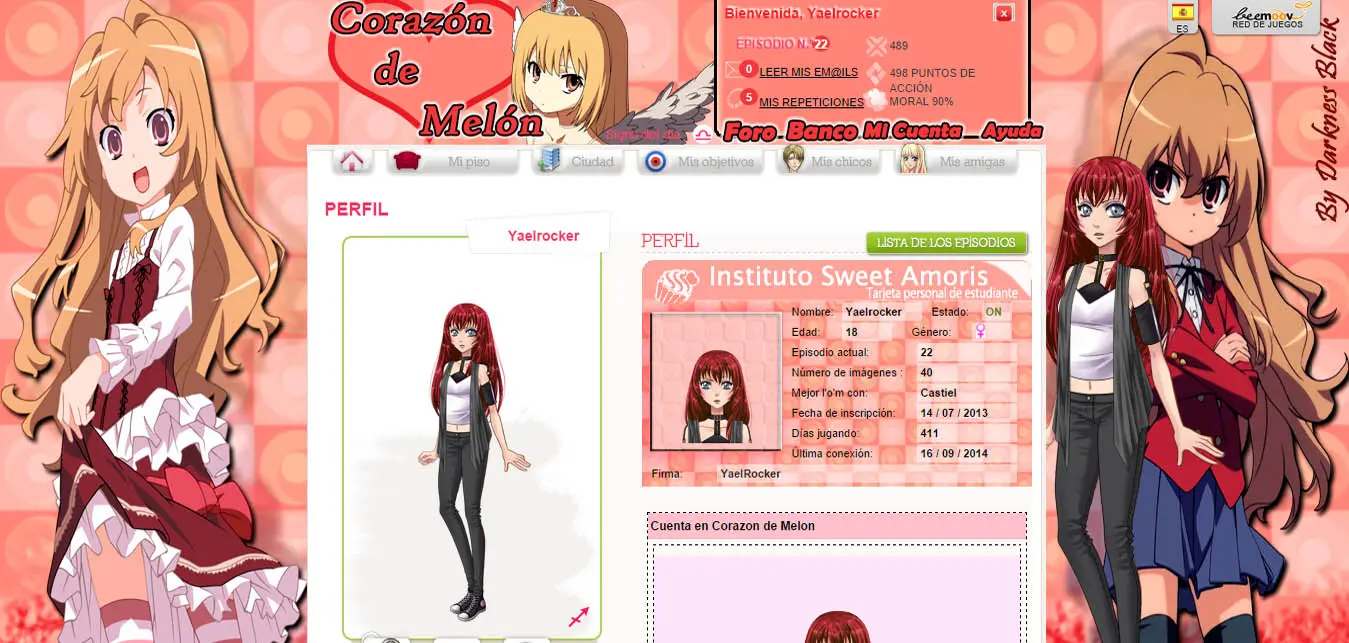 Corazón
de
Melón
Bienvenida, Yaelrocker
x
EPISODIO N.° 22
489
0 LEER MIS EM@ILS
498 PUNTOS DE
ACCIÓN
5 MIS REPETICIONES
MORAL 90%
Signo del día
Foro Banco Mi Cuenta Ayuda
ES
beemoov
RED DE JUEGOS
By Darkness Black
Mi piso
Ciudad
Mis objetivos
Mis chicos
Mis amigas
PERFIL
Yaelrocker
PERFIL
LISTA DE LOS EPISODIOS
Instituto Sweet Amoris
Tarjeta personal de estudiante
Nombre: Yaelrocker Estado: ON
Edad: 18 Género: ♀
Episodio actual: 22
Número de imágenes : 40
Mejor l'o'm con: Castiel
Fecha de inscripción: 14 / 07 / 2013
Días jugando: 411
Última conexión: 16 / 09 / 2014
Firma: YaelRocker
Cuenta en Corazon de Melon